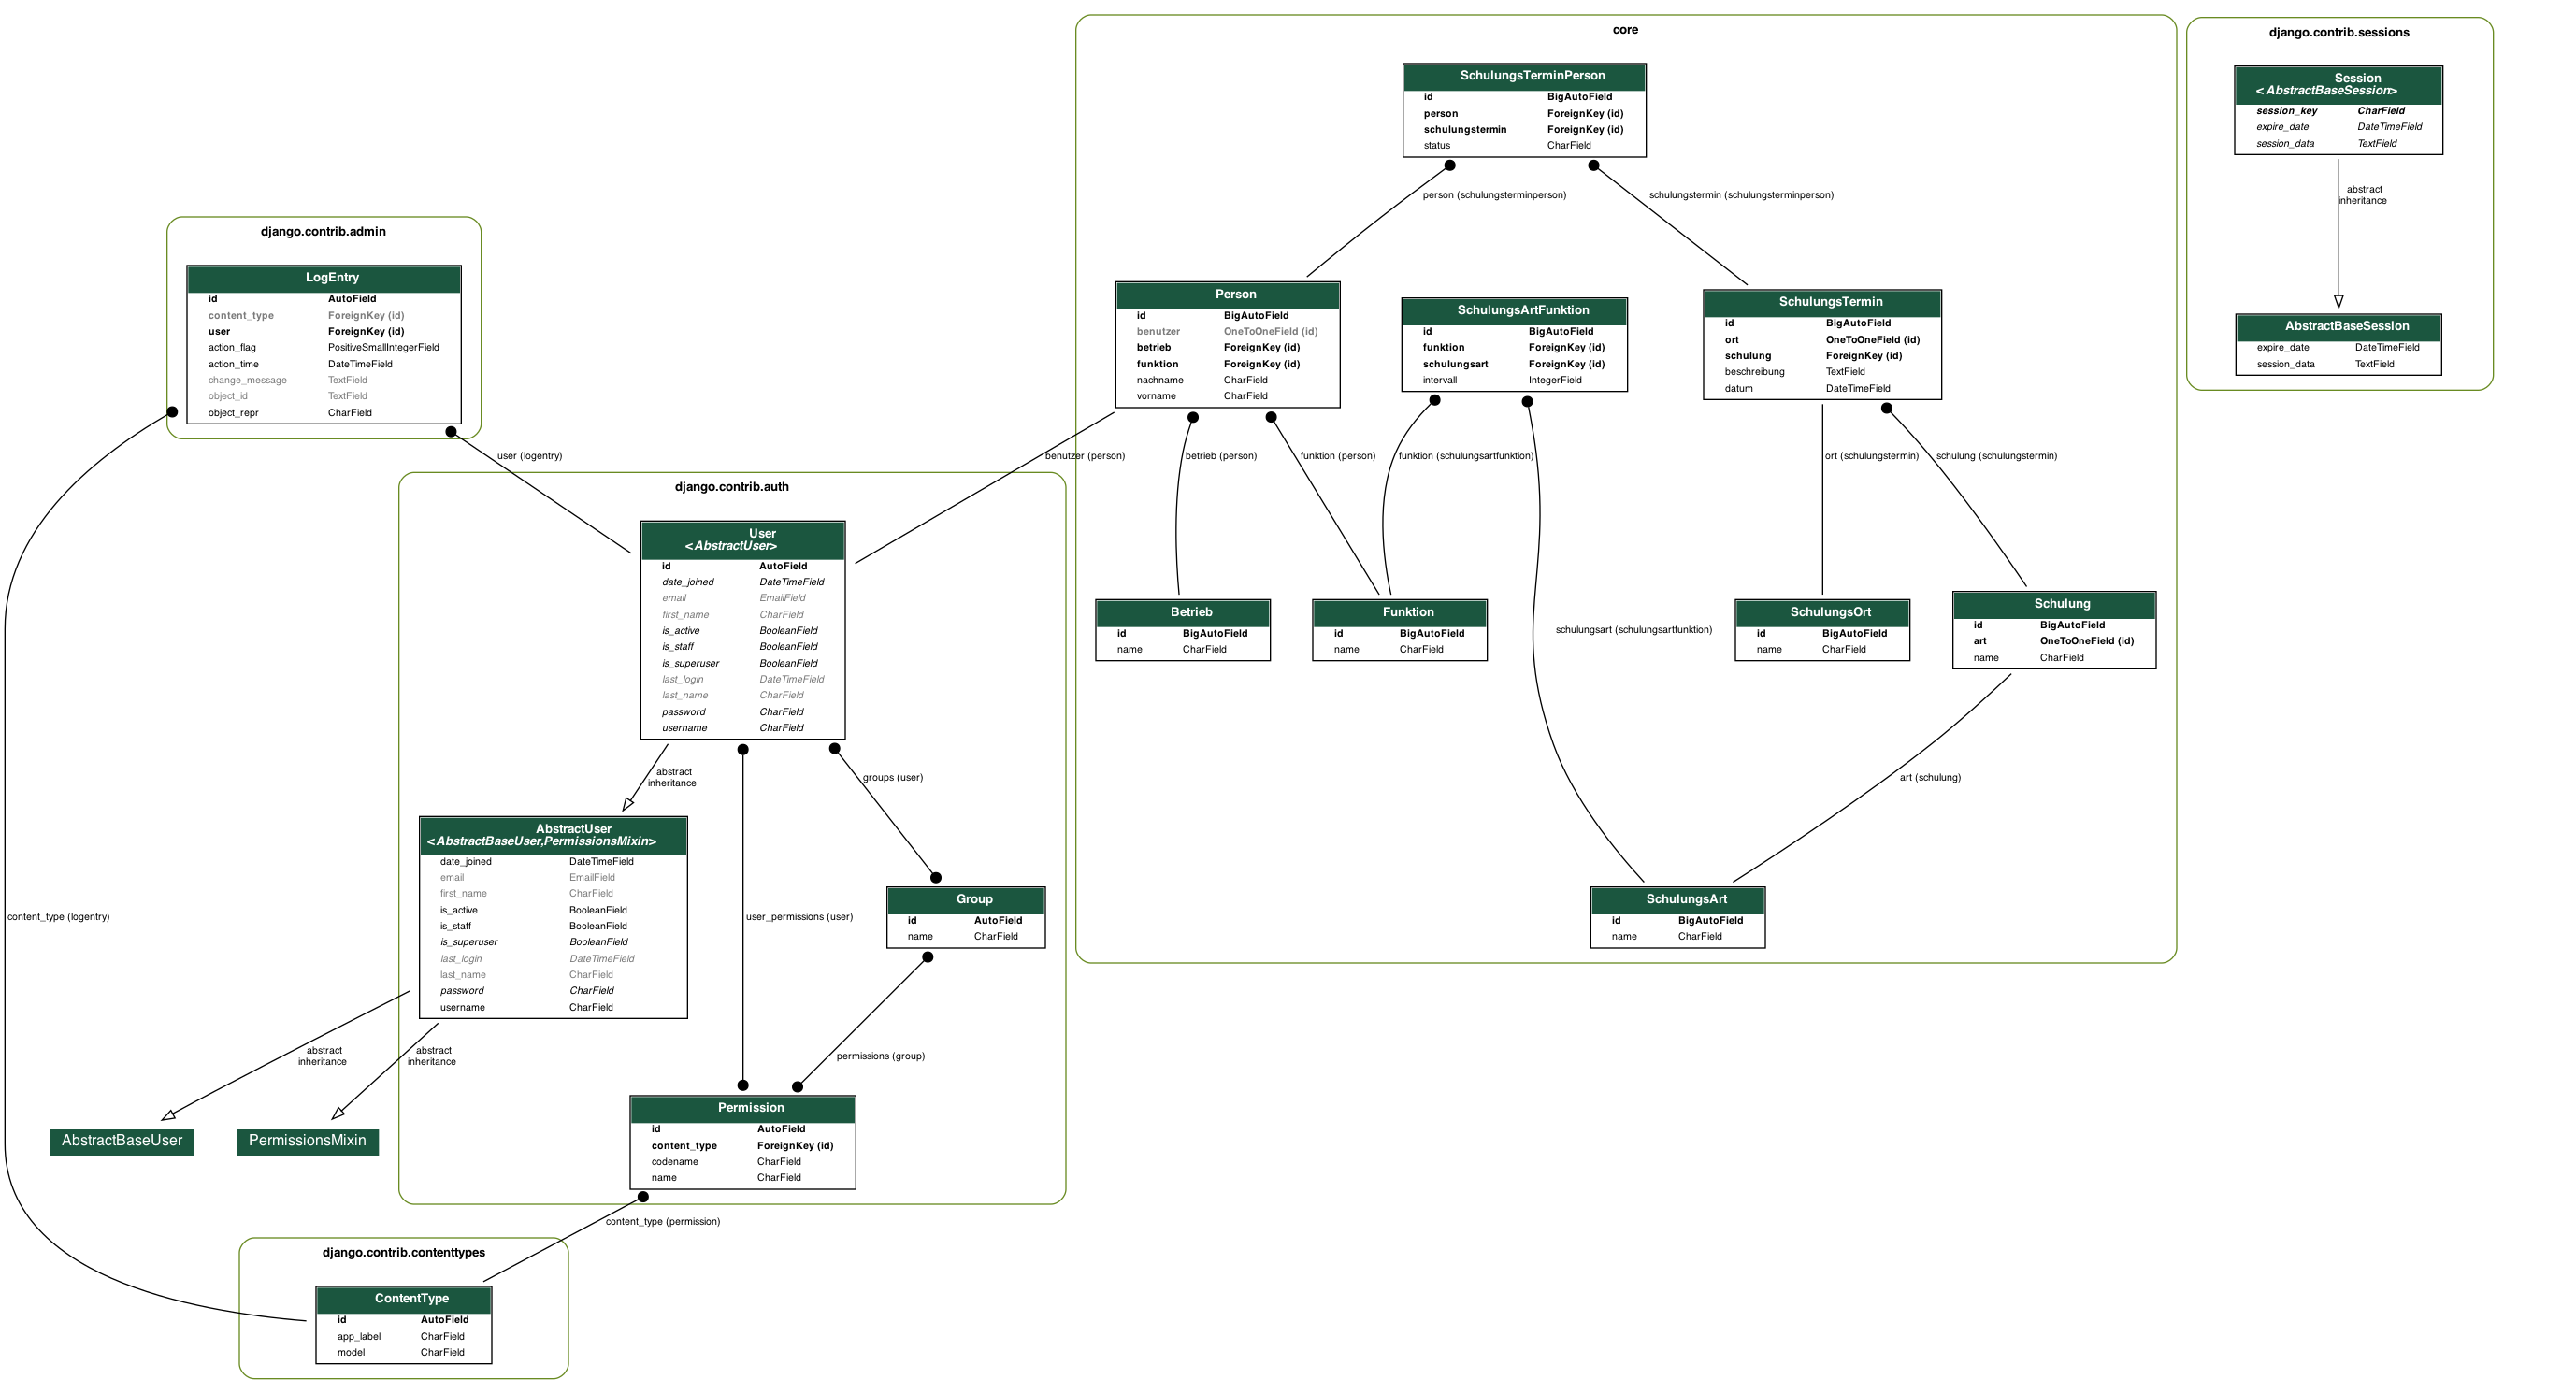 core
SchulungsTerminPerson
id BigAutoField
person ForeignKey (id)
schulungstermin ForeignKey (id)
status CharField
person (schulungsterminperson)
schulungstermin (schulungsterminperson)
Person
id BigAutoField
benutzer OneToOneField (id)
betrieb ForeignKey (id)
funktion ForeignKey (id)
nachname CharField
vorname CharField
SchulungsArtFunktion
id BigAutoField
funktion ForeignKey (id)
schulungsart ForeignKey (id)
intervall IntegerField
SchulungsTermin
id BigAutoField
ort OneToOneField (id)
schulung ForeignKey (id)
beschreibung TextField
datum DateTimeField
benutzer (person)
betrieb (person)
funktion (person)
funktion (schulungsartfunktion)
ort (schulungstermin)
schulung (schulungstermin)
Betrieb
id BigAutoField
name CharField
Funktion
id BigAutoField
name CharField
schulungsart (schulungsartfunktion)
SchulungsOrt
id BigAutoField
name CharField
Schulung
id BigAutoField
art OneToOneField (id)
name CharField
art (schulung)
SchulungsArt
id BigAutoField
name CharField
django.contrib.sessions
Session
<AbstractBaseSession>
session_key CharField
expire_date DateTimeField
session_data TextField
abstract
inheritance
AbstractBaseSession
expire_date DateTimeField
session_data TextField
django.contrib.admin
LogEntry
id AutoField
content_type ForeignKey (id)
user ForeignKey (id)
action_flag PositiveSmallIntegerField
action_time DateTimeField
change_message TextField
object_id TextField
object_repr CharField
user (logentry)
django.contrib.auth
User
<AbstractUser>
id AutoField
date_joined DateTimeField
email EmailField
first_name CharField
is_active BooleanField
is_staff BooleanField
is_superuser BooleanField
last_login DateTimeField
last_name CharField
password CharField
username CharField
abstract
inheritance
groups (user)
AbstractUser
<AbstractBaseUser,PermissionsMixin>
date_joined DateTimeField
email EmailField
first_name CharField
is_active BooleanField
is_staff BooleanField
is_superuser BooleanField
last_login DateTimeField
last_name CharField
password CharField
username CharField
content_type (logentry)
user_permissions (user)
Group
id AutoField
name CharField
abstract
inheritance
abstract
inheritance
permissions (group)
AbstractBaseUser
PermissionsMixin
Permission
id AutoField
content_type ForeignKey (id)
codename CharField
name CharField
content_type (permission)
django.contrib.contenttypes
ContentType
id AutoField
app_label CharField
model CharField